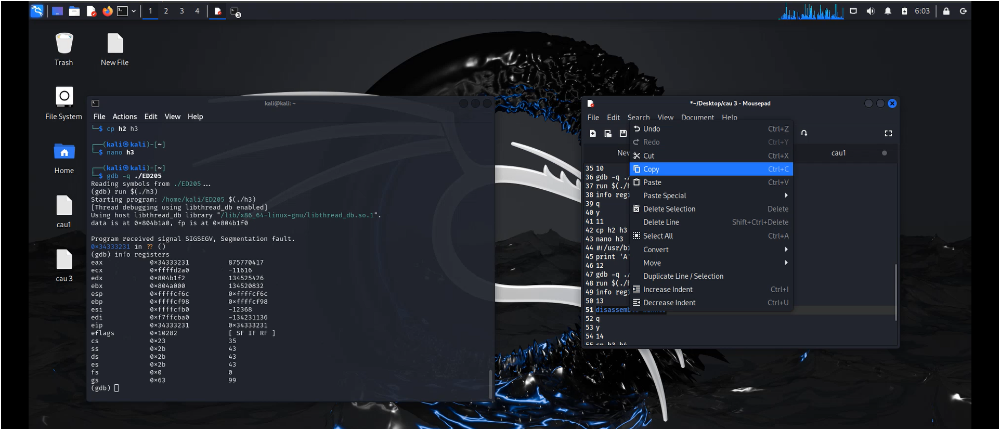 1 2 3 4
3
6:03
Trash
New File
File System
Home
cau1
cau 3
kali@kali: ~
File Actions Edit View Help
└─$ cp h2 h3
┌──(kali㉿kali)-[~]
└─$ nano h3
┌──(kali㉿kali)-[~]
└─$ gdb -q ./ED205
Reading symbols from ./ED205...
(gdb) run $(./h3)
Starting program: /home/kali/ED205 $(./h3)
[Thread debugging using libthread_db enabled]
Using host libthread_db library "/lib/x86_64-linux-gnu/libthread_db.so.1".
data is at 0×804b1a0, fp is at 0×804b1f0
Program received signal SIGSEGV, Segmentation fault.
0×34333231 in ?? ()
(gdb) info registers
eax 0×34333231 875770417
ecx 0×ffffd2a0 -11616
edx 0×804b1f2 134525426
ebx 0×804a000 134520832
esp 0×ffffcf6c 0×ffffcf6c
ebp 0×ffffcf98 0×ffffcf98
esi 0×ffffcfb0 -12368
edi 0×f7ffcba0 -134231136
eip 0×34333231 0×34333231
eflags 0×10282 [ SF IF RF ]
cs 0×23 35
ss 0×2b 43
ds 0×2b 43
es 0×2b 43
fs 0×0 0
gs 0×63 99
(gdb)
*~/Desktop/cau 3 - Mousepad
File Edit Search View Document Help
New
cau1
35 10
36 gdb -q ./
37 run $(./h
38 info regi
39 q
40 y
41 11
42 cp h2 h3
43 nano h3
44 #!/usr/bi
45 print 'A'
46 12
47 gdb -q ./
48 run $(./h
49 info regi
50 13
51 disassemb
52 q
53 y
54 14
55 cp h3 h4
Undo Ctrl+Z
Redo Ctrl+Y
Cut Ctrl+X
Copy Ctrl+C
Paste Ctrl+V
Paste Special
Delete Selection Delete
Delete Line Shift+Ctrl+Delete
Select All Ctrl+A
Convert
Move
Duplicate Line / Selection
Increase Indent Ctrl+I
Decrease Indent Ctrl+U